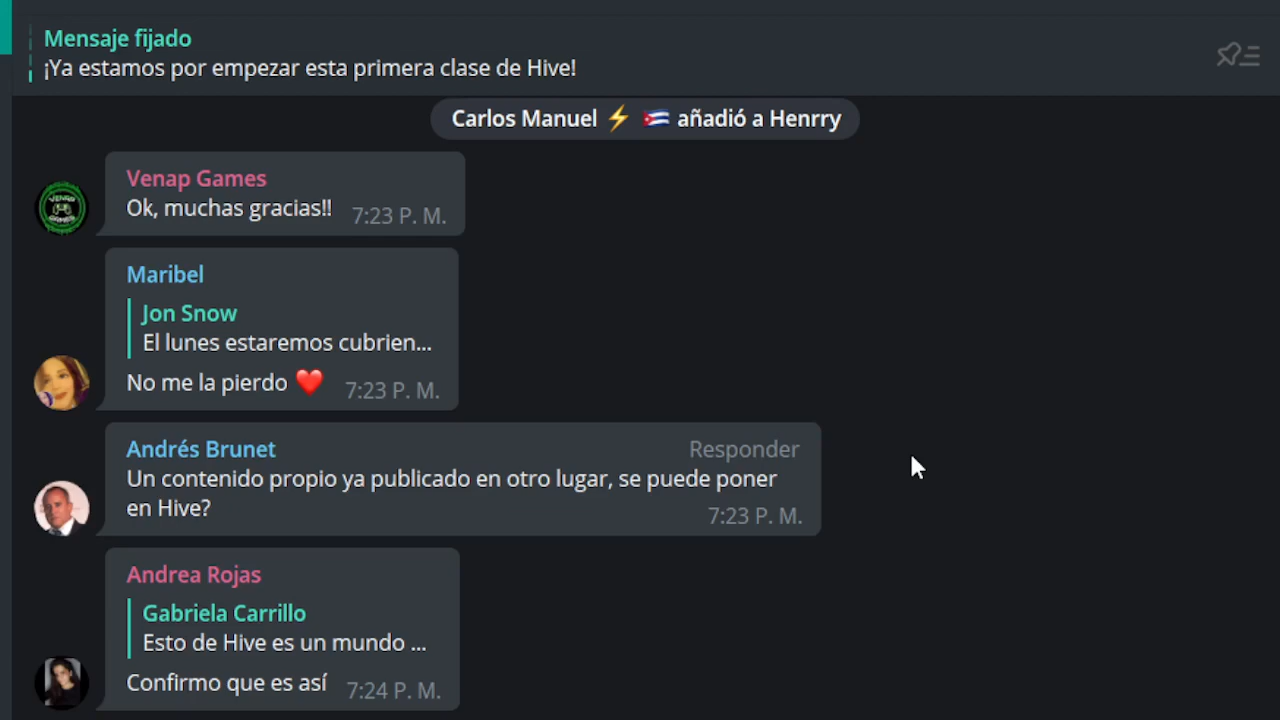 Mensaje fijado
¡Ya estamos por empezar esta primera clase de Hive!
Carlos Manuel ⚡ 🇨🇺 añadió a Henrry
Venap Games
Ok, muchas gracias!! 7:23 P. M.
VENAP
GAMES
Maribel
Jon Snow
El lunes estaremos cubrien...
No me la pierdo ❤️ 7:23 P. M.
Andrés Brunet Responder
Un contenido propio ya publicado en otro lugar, se puede poner
en Hive? 7:23 P. M.
Andrea Rojas
Gabriela Carrillo
Esto de Hive es un mundo ...
Confirmo que es así 7:24 P. M.